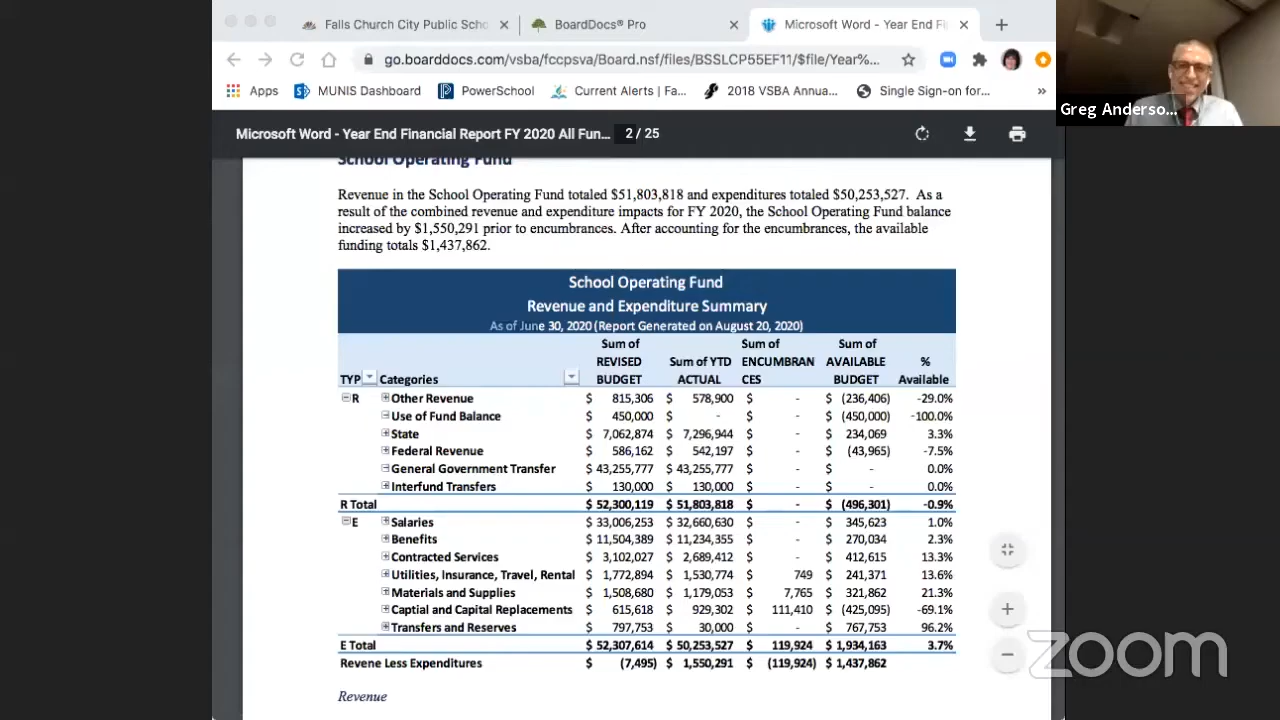 Falls Church City Public Scho
BoardDocs® Pro
Microsoft Word - Year End Fi
go.boarddocs.com/vsba/fccpsva/Board.nsf/files/BSSLCP55EF11/$file/Year%...
Apps
MUNIS Dashboard
PowerSchool
Current Alerts | Fa...
2018 VSBA Annua...
Single Sign-on for...
»
Greg Anderso...
Microsoft Word - Year End Financial Report FY 2020 All Fun... 2 / 25
School Operating Fund
Revenue in the School Operating Fund totaled $51,803,818 and expenditures totaled $50,253,527. As a
result of the combined revenue and expenditure impacts for FY 2020, the School Operating Fund balance
increased by $1,550,291 prior to encumbrances. After accounting for the encumbrances, the available
funding totals $1,437,862.
School Operating Fund
Revenue and Expenditure Summary
As of June 30, 2020 (Report Generated on August 20, 2020)
Sum of Sum of Sum of
REVISED Sum of YTD ENCUMBRAN AVAILABLE %
TYP Categories BUDGET ACTUAL CES BUDGET Available
R Other Revenue $ 815,306 $ 578,900 $ - $ (236,406) -29.0%
Use of Fund Balance $ 450,000 $ - $ - $ (450,000) -100.0%
State $ 7,062,874 $ 7,296,944 $ - $ 234,069 3.3%
Federal Revenue $ 586,162 $ 542,197 $ - $ (43,965) -7.5%
General Government Transfer $ 43,255,777 $ 43,255,777 $ - $ - 0.0%
Interfund Transfers $ 130,000 $ 130,000 $ - $ - 0.0%
R Total $ 52,300,119 $ 51,803,818 $ - $ (496,301) -0.9%
E Salaries $ 33,006,253 $ 32,660,630 $ - $ 345,623 1.0%
Benefits $ 11,504,389 $ 11,234,355 $ - $ 270,034 2.3%
Contracted Services $ 3,102,027 $ 2,689,412 $ - $ 412,615 13.3%
Utilities, Insurance, Travel, Rental $ 1,772,894 $ 1,530,774 $ 749 $ 241,371 13.6%
Materials and Supplies $ 1,508,680 $ 1,179,053 $ 7,765 $ 321,862 21.3%
Captial and Capital Replacements $ 615,618 $ 929,302 $ 111,410 $ (425,095) -69.1%
Transfers and Reserves $ 797,753 $ 30,000 $ - $ 767,753 96.2%
E Total $ 52,307,614 $ 50,253,527 $ 119,924 $ 1,934,163 3.7%
Revene Less Expenditures $ (7,495) $ 1,550,291 $ (119,924) $ 1,437,862
Revenue
zoom